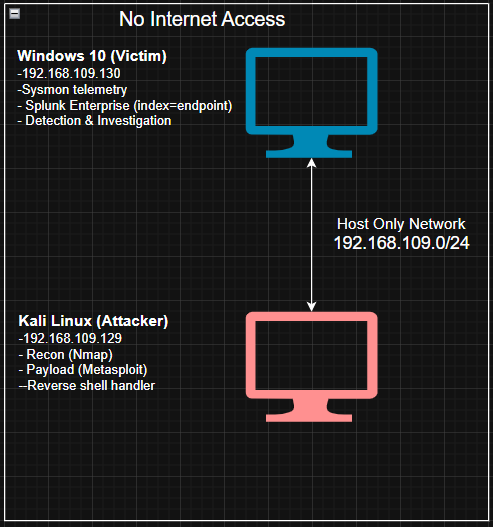 No Internet Access
Windows 10 (Victim)
-192.168.109.130
-Sysmon telemetry
- Splunk Enterprise (index=endpoint)
- Detection & Investigation
Host Only Network
192.168.109.0/24
Kali Linux (Attacker)
-192.168.109.129
- Recon (Nmap)
- Payload (Metasploit)
--Reverse shell handler